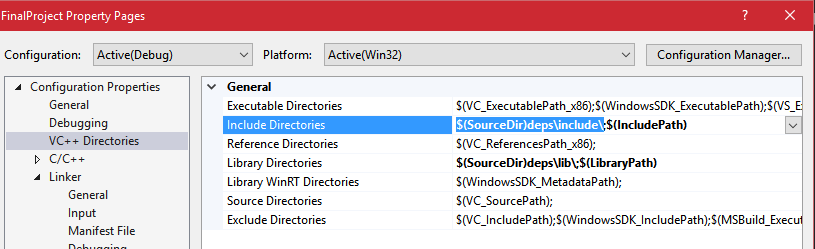 FinalProject Property Pages
? ×
Configuration: Active(Debug) Platform: Active(Win32) Configuration Manager...
Configuration Properties
General
Debugging
VC++ Directories
C/C++
Linker
General
Input
Manifest File
Debugging
General
Executable Directories $(VC_ExecutablePath_x86);$(WindowsSDK_ExecutablePath);$(VS_E
Include Directories $(SourceDir)deps\include\;$(IncludePath)
Reference Directories $(VC_ReferencesPath_x86);
Library Directories $(SourceDir)deps\lib\;$(LibraryPath)
Library WinRT Directories $(WindowsSDK_MetadataPath);
Source Directories $(VC_SourcePath);
Exclude Directories $(VC_IncludePath);$(WindowsSDK_IncludePath);$(MSBuild_Execut